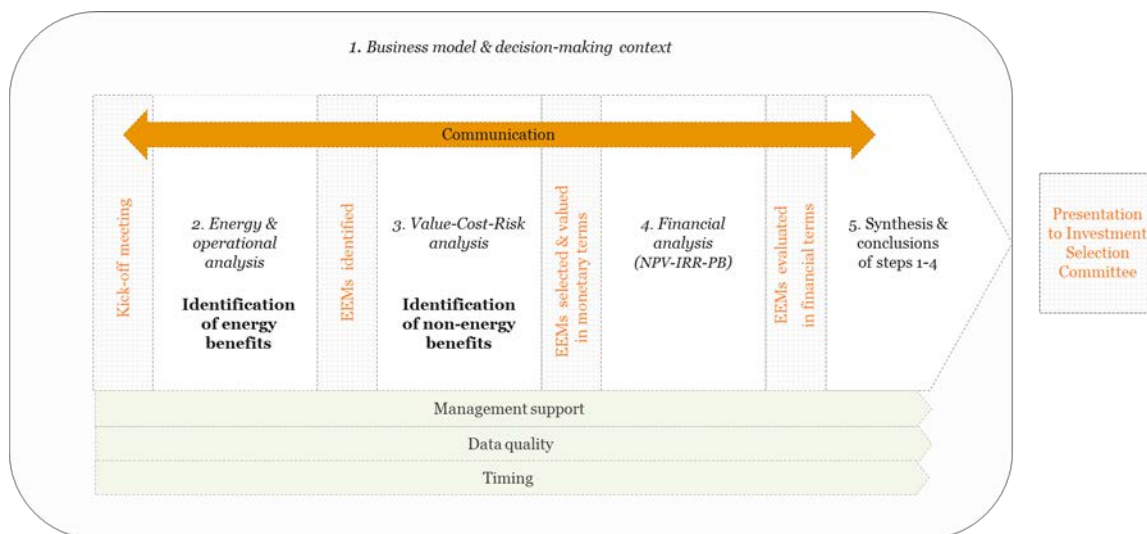 1. Business model & decision-making context
Communication
Kick-off meeting
2. Energy &
operational
analysis
Identification
of energy
benefits
EEMs identified
3. Value-Cost-Risk
analysis
Identification
of non-energy
benefits
EEMs selected & valued
in monetary terms
4. Financial
analysis
(NPV-IRR-PB)
EEMs evaluated
in financial terms
5. Synthesis &
conclusions
of steps 1-4
Presentation
to Investment
Selection
Committee
Management support
Data quality
Timing